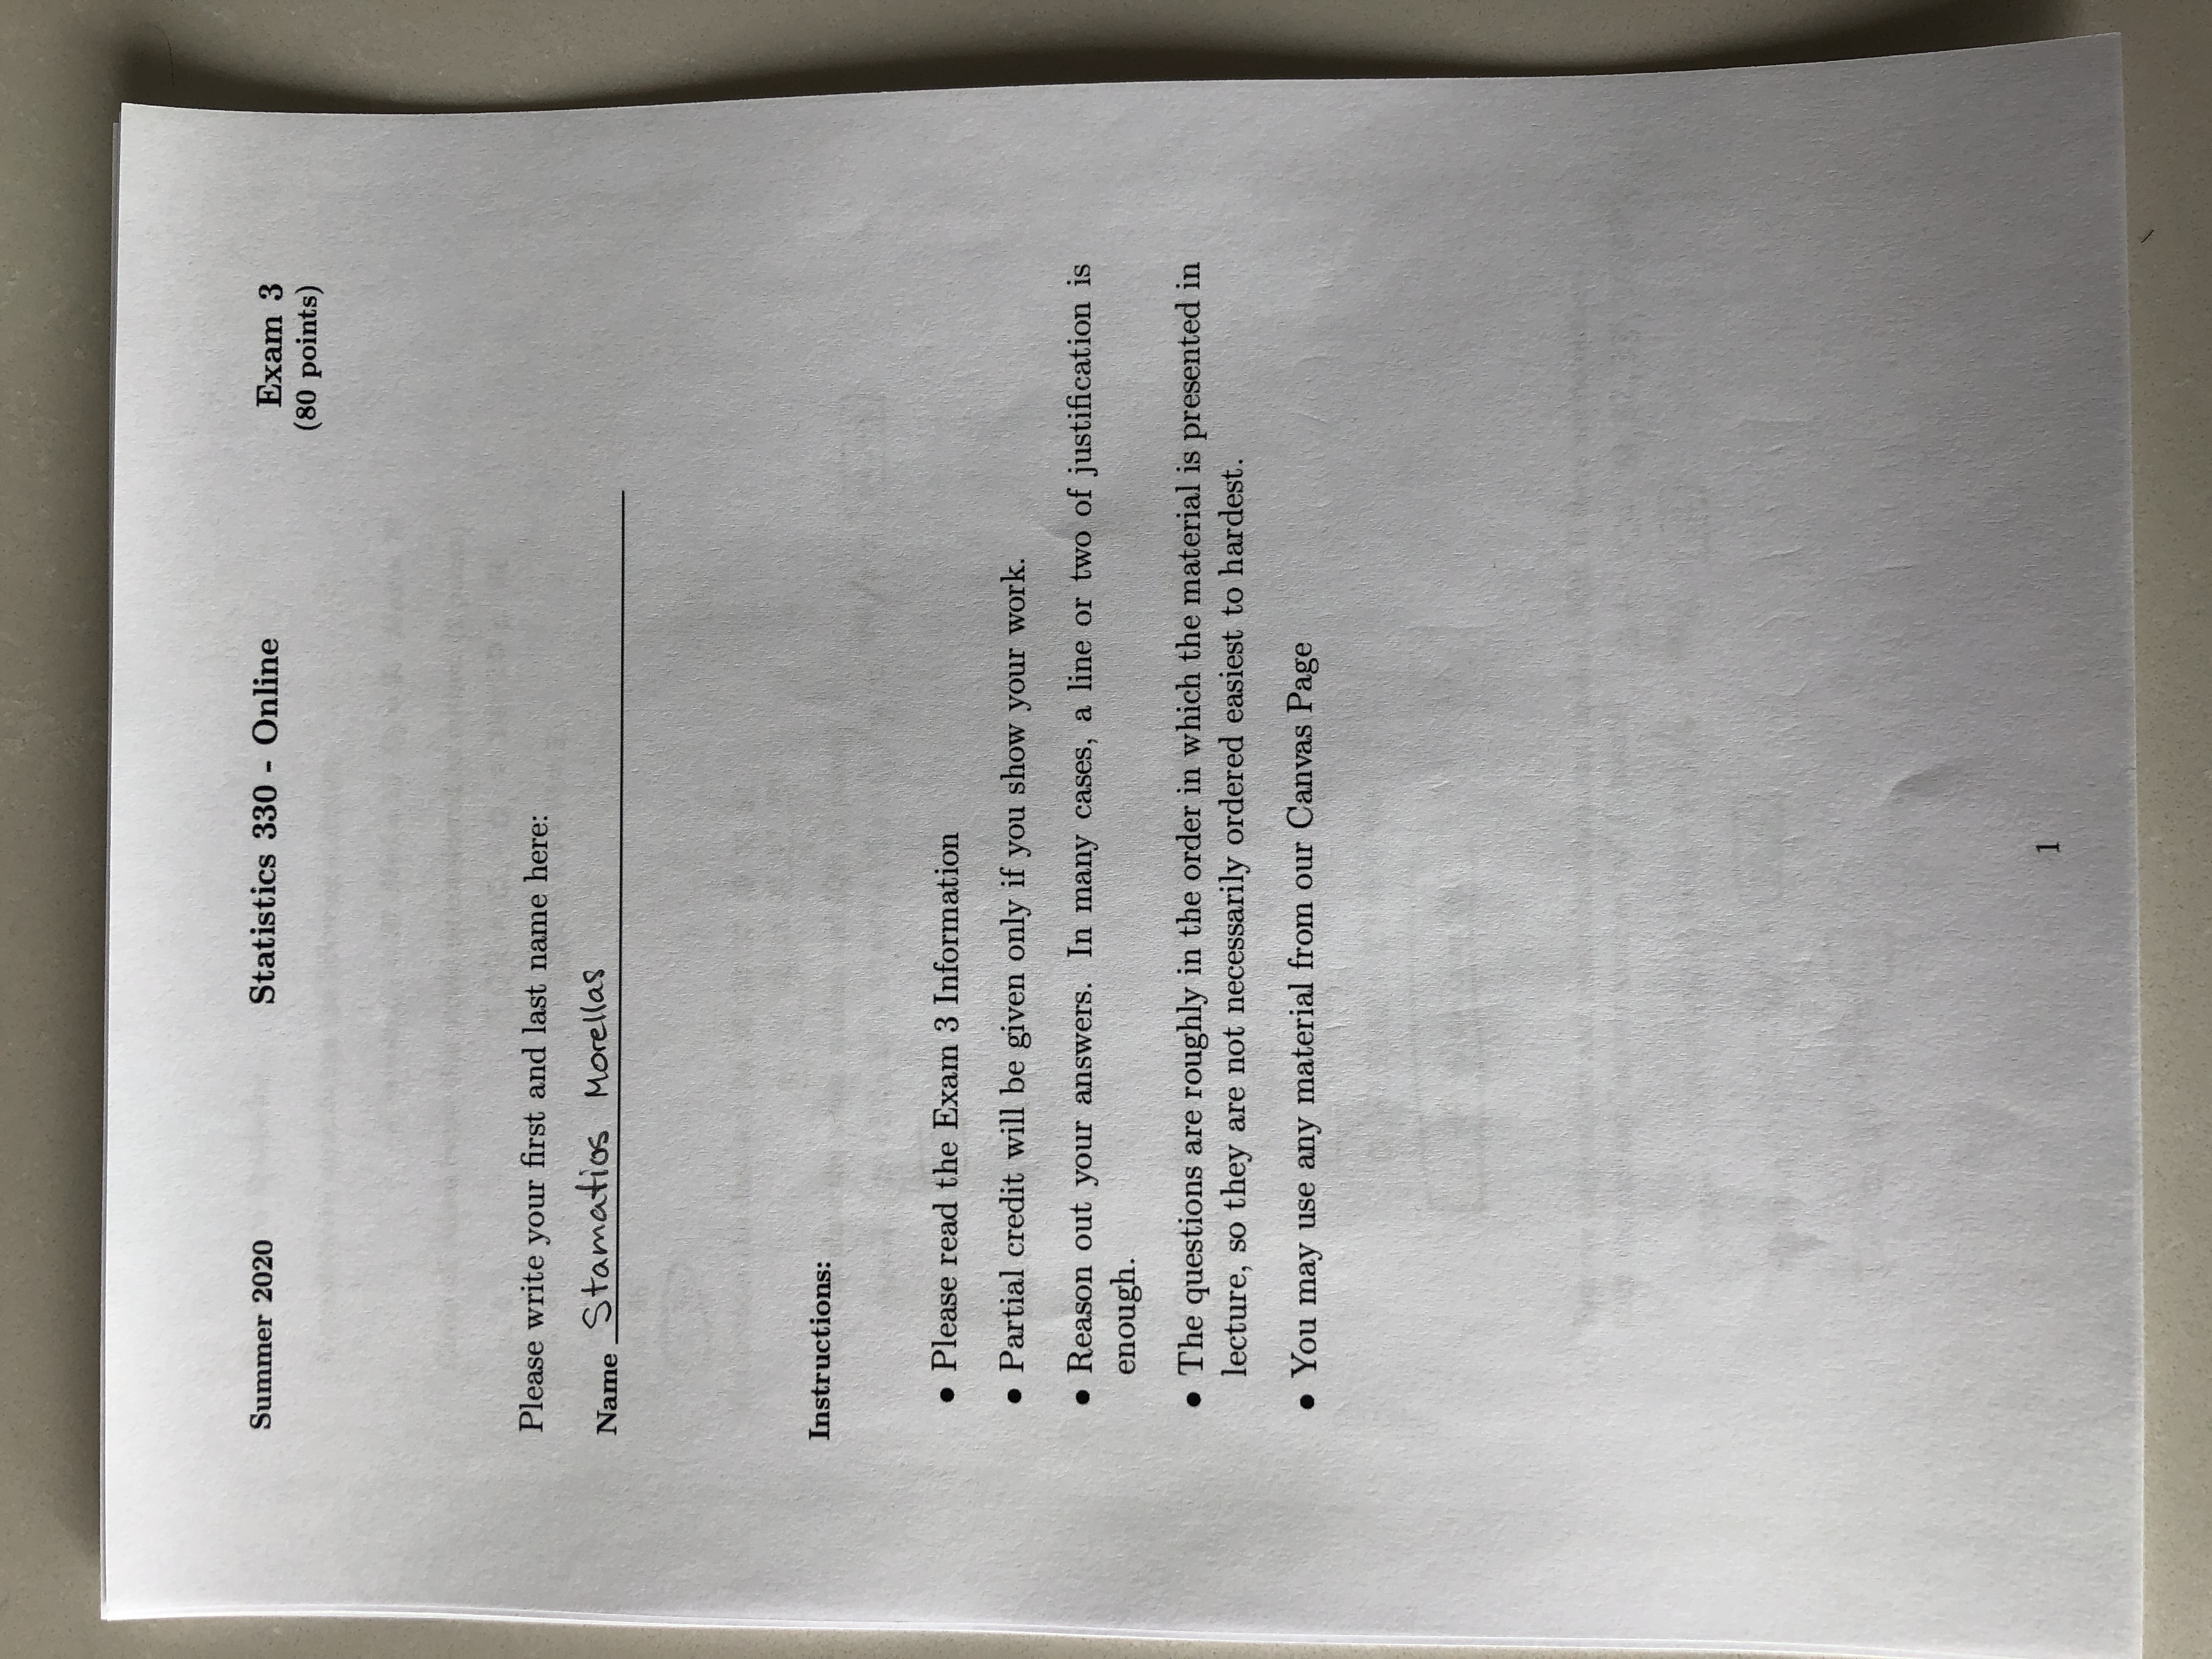 Summer 2020 Statistics 330 - Online Exam 3
(80 points)
Please write your first and last name here:
Name Stamatios Morellas
Instructions:
• Please read the Exam 3 Information
• Partial credit will be given only if you show your work.
• Reason out your answers. In many cases, a line or two of justification is
enough.
• The questions are roughly in the order in which the material is presented in
lecture, so they are not necessarily ordered easiest to hardest.
• You may use any material from our Canvas Page
1